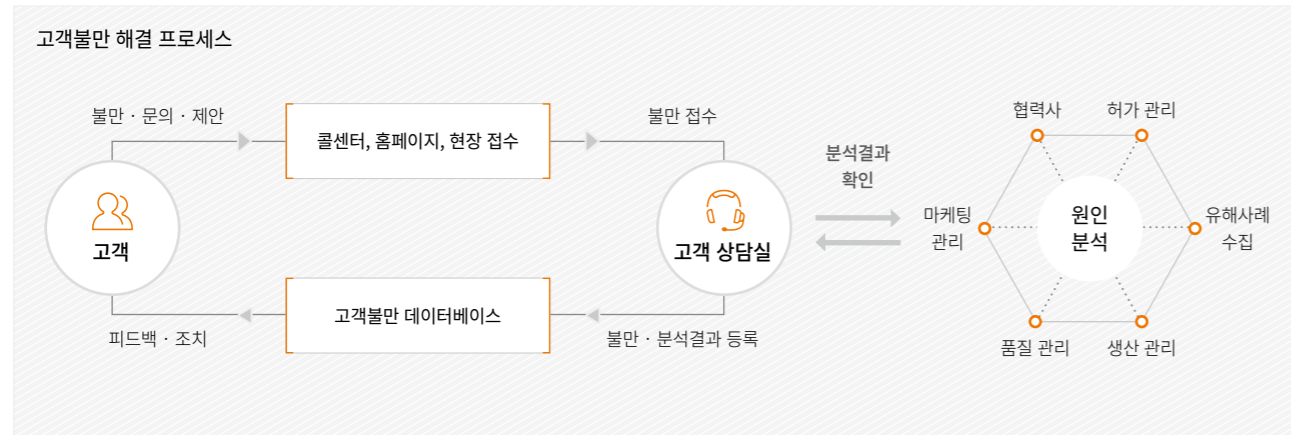 고객불만 해결 프로세스
불만 · 문의 · 제안
콜센터, 홈페이지, 현장 접수
불만 접수
고객
고객 상담실
피드백 · 조치
고객불만 데이터베이스
불만 · 분석결과 등록
분석결과
확인
협력사
허가 관리
마케팅
관리
원인
분석
유해사례
수집
품질 관리
생산 관리